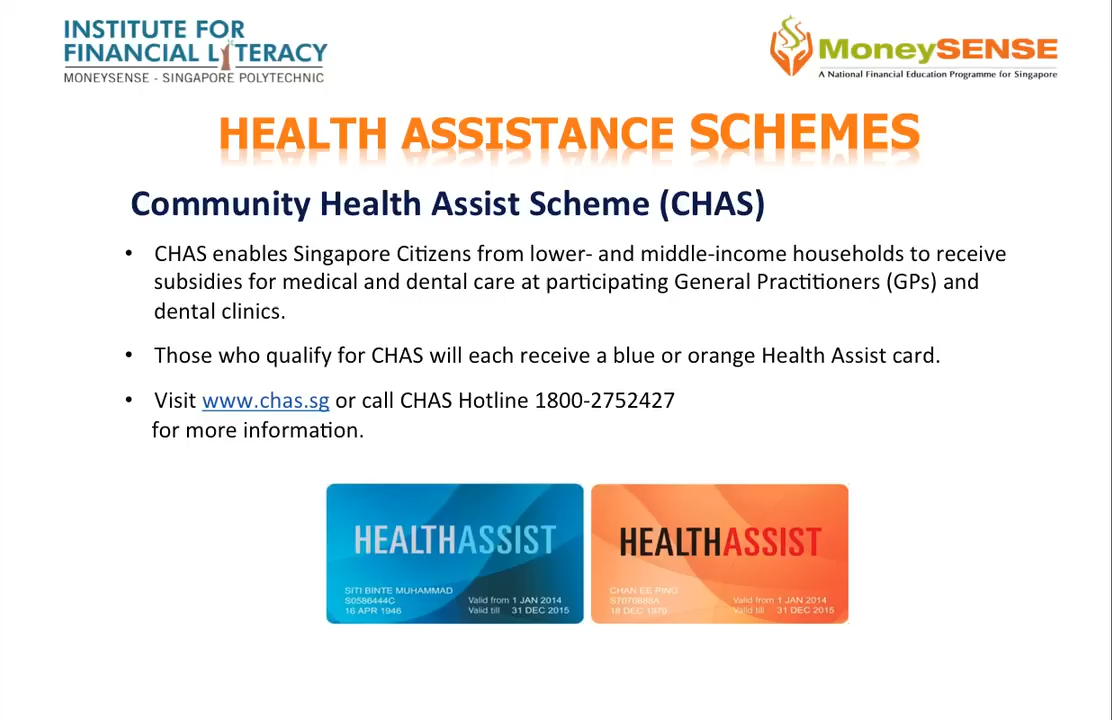 INSTITUTE FOR
FINANCIAL LITERACY
MONEYSENSE - SINGAPORE POLYTECHNIC
MoneySENSE
A National Financial Education Programme for Singapore
HEALTH ASSISTANCE SCHEMES
Community Health Assist Scheme (CHAS)
• CHAS enables Singapore Citizens from lower- and middle-income households to receive
subsidies for medical and dental care at participating General Practitioners (GPs) and
dental clinics.
• Those who qualify for CHAS will each receive a blue or orange Health Assist card.
• Visit www.chas.sg or call CHAS Hotline 1800-2752427
for more information.
HEALTHASSIST
SITI BINTE MUHAMMAD
S0586444C
16 APR 1946
Valid from 1 JAN 2014
Valid till 31 DEC 2015
HEALTHASSIST
CHAN EE PING
S7070888A
18 DEC 1970
Valid from 1 JAN 2014
Valid till 31 DEC 2015